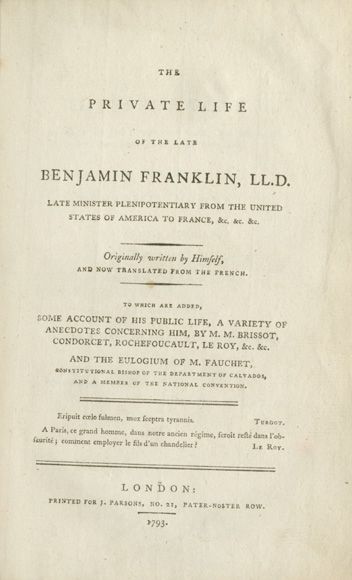 THE
PRIVATE LIFE
OF THE LATE
BENJAMIN FRANKLIN, LL.D.
LATE MINISTER PLENIPOTENTIARY FROM THE UNITED
STATES OF AMERICA TO FRANCE, &c. &c. &c.
Originally written by Himſelf,
AND NOW TRANSLATED FROM THE FRENCH.
TO WHICH ARE ADDED,
SOME ACCOUNT OF HIS PUBLIC LIFE, A VARIETY OF
ANECDOTES CONCERNING HIM, BY M. M. BRISSOT,
CONDORCET, ROCHEFOUCAULT, LE ROY, &c. &c.
AND THE EULOGIUM OF M. FAUCHET,
CONSTITUTIONAL BISHOP OF THE DEPARTMENT OF CALVADOS,
AND A MEMBER OF THE NATIONAL CONVENTION.
Eripuit cœlo fulmen, mox ſceptra tyrannis.
TURGOT.
A Paris, ce grand homme, dans notre ancien régime, ſeroit reſté dans l'ob-
ſcurité; comment employer le fils d'un chandelier?
LE ROY.
LONDON:
PRINTED FOR J. PARSONS, NO. 21, PATER-NOSTER ROW.
1793.